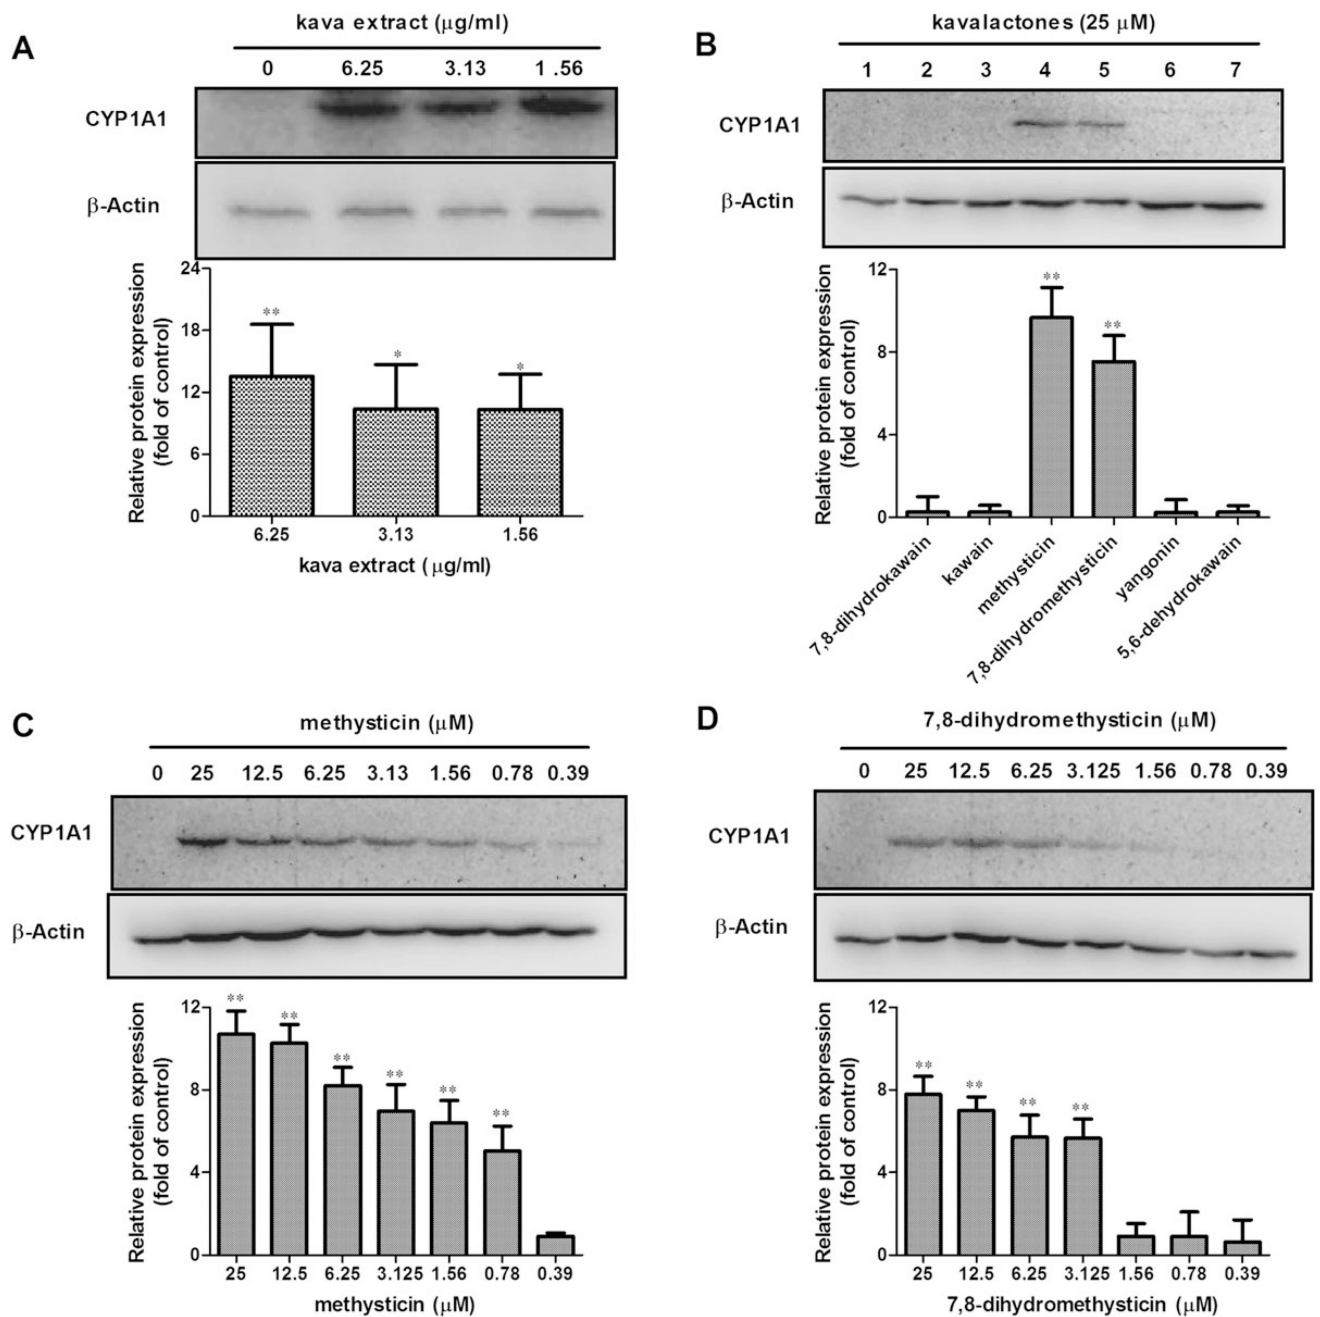 A
kava extract (μg/ml)
0 6.25 3.13 1.56
CYP1A1
β-Actin
Relative protein expression
(fold of control)
24
18
12
6
0
**
*
*
6.25 3.13 1.56
kava extract (μg/ml)
B
kavalactones (25 μM)
1 2 3 4 5 6 7
CYP1A1
β-Actin
Relative protein expression
(fold of control)
12
8
4
0
**
**
7,8-dihydrokawain
kawain
methysticin
7,8-dihydromethysticin
yangonin
5,6-dehydrokawain
C
methysticin (μM)
0 25 12.5 6.25 3.13 1.56 0.78 0.39
CYP1A1
β-Actin
Relative protein expression
(fold of control)
12
8
4
0
**
**
**
**
**
**
25 12.5 6.25 3.125 1.56 0.78 0.39
methysticin (μM)
D
7,8-dihydromethysticin (μM)
0 25 12.5 6.25 3.125 1.56 0.78 0.39
CYP1A1
β-Actin
Relative protein expression
(fold of control)
12
8
4
0
**
**
**
**
25 12.5 6.25 3.125 1.56 0.78 0.39
7,8-dihydromethysticin (μM)